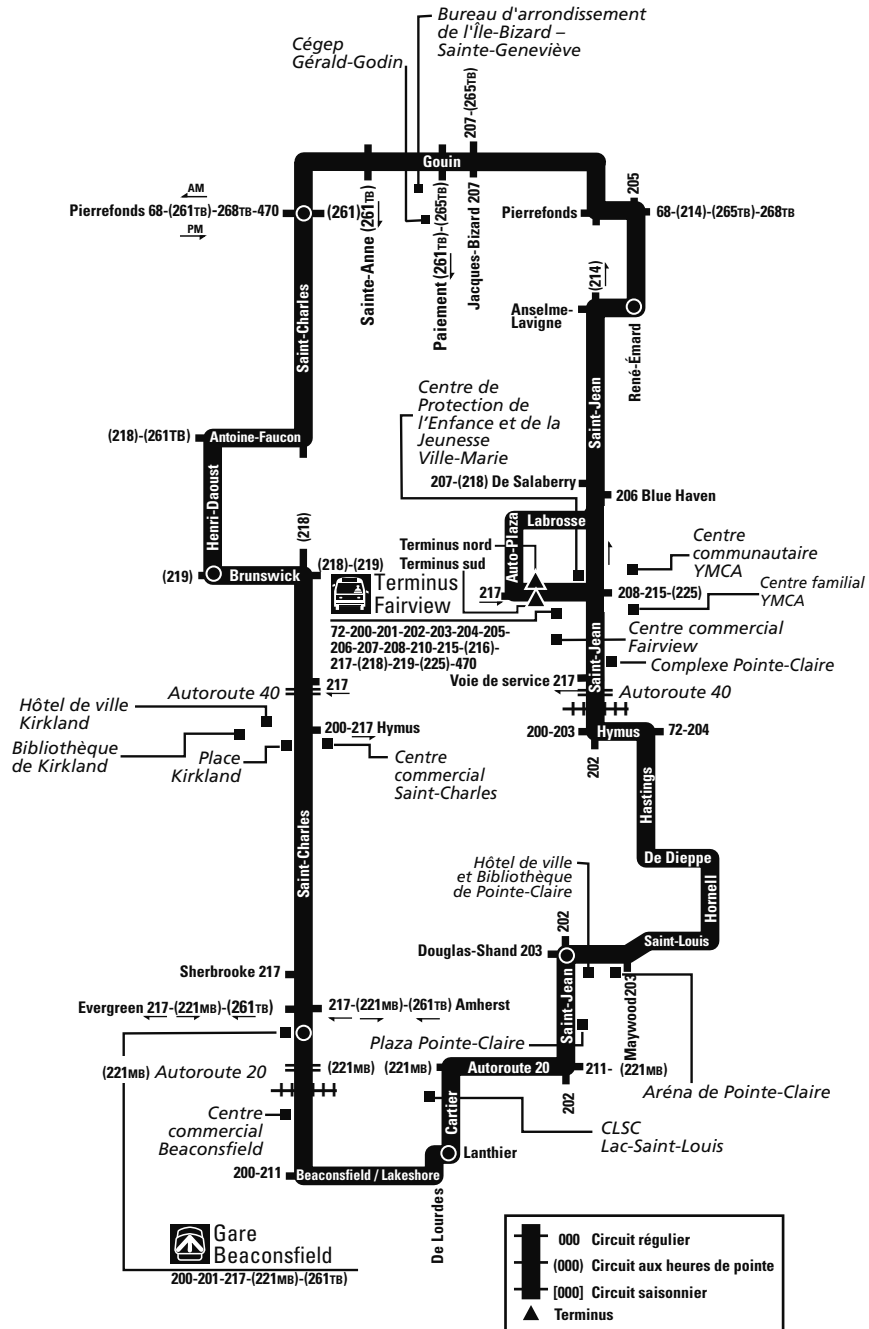 Bureau d'arrondissement
de l'Île-Bizard –
Sainte-Geneviève
Cégep
Gérald-Godin
207-(265TB)
Gouin
AM
Pierrefonds 68-(261TB)-268TB-470
PM
(261)
Sainte-Anne (261TB)
Paiement (261TB)-(265TB)
Jacques-Bizard 207
Pierrefonds
205
68-(214)-(265TB)-268TB
Saint-Charles
(214)
Anselme-
Lavigne
René-Émard
Saint-Jean
Centre de
Protection de
l'Enfance et de la
Jeunesse
Ville-Marie
(218)-(261TB)
Antoine-Faucon
Henri-Daoust
207-(218) De Salaberry
206 Blue Haven
Labrosse
Auto-Plaza
(218)
Terminus nord
Terminus sud
Centre
communautaire
YMCA
(219)
Brunswick
(218)-(219)
Terminus
Fairview
217
208-215-(225)
Centre familial
YMCA
72-200-201-202-203-204-205-
206-207-208-210-215-(216)-
217-(218)-219-(225)-470
Centre commercial
Fairview
Saint-Jean
Complexe Pointe-Claire
Voie de service 217
Autoroute 40
217
Autoroute 40
Hôtel de ville
Kirkland
Bibliothèque
de Kirkland
Place
Kirkland
200-217 Hymus
Centre
commercial
Saint-Charles
200-203
Hymus
72-204
202
Hastings
De Dieppe
Hornell
Saint-Charles
Hôtel de ville
et Bibliothèque
de Pointe-Claire
202
Saint-Louis
Douglas-Shand 203
Maywood203
Sherbrooke 217
Evergreen 217-(221MB)-(261TB)
217-(221MB)-(261TB) Amherst
Saint-Jean
Plaza Pointe-Claire
(221MB) Autoroute 20
(221MB)
(221MB)
Autoroute 20
211- (221MB)
202
Aréna de Pointe-Claire
Cartier
Centre
commercial
Beaconsfield
CLSC
Lac-Saint-Louis
Lanthier
200-211
Beaconsfield / Lakeshore
De Lourdes
Gare
Beaconsfield
200-201-217-(221MB)-(261TB)
000 Circuit régulier
(000) Circuit aux heures de pointe
[000] Circuit saisonnier
Terminus